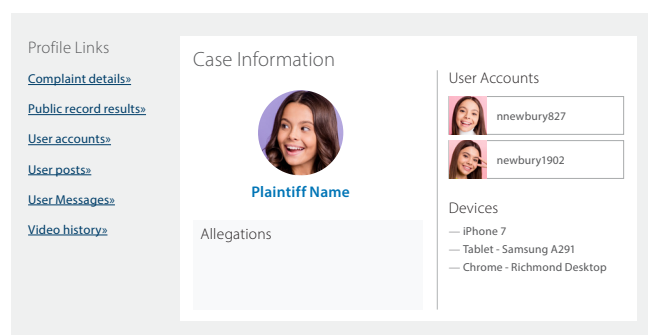 Profile Links
Complaint details»
Public record results»
User accounts»
User posts»
User Messages»
Video history»
Case Information
Plaintiff Name
Allegations
User Accounts
nnewbury827
newbury1902
Devices
— iPhone 7
— Tablet - Samsung A291
— Chrome - Richmond Desktop